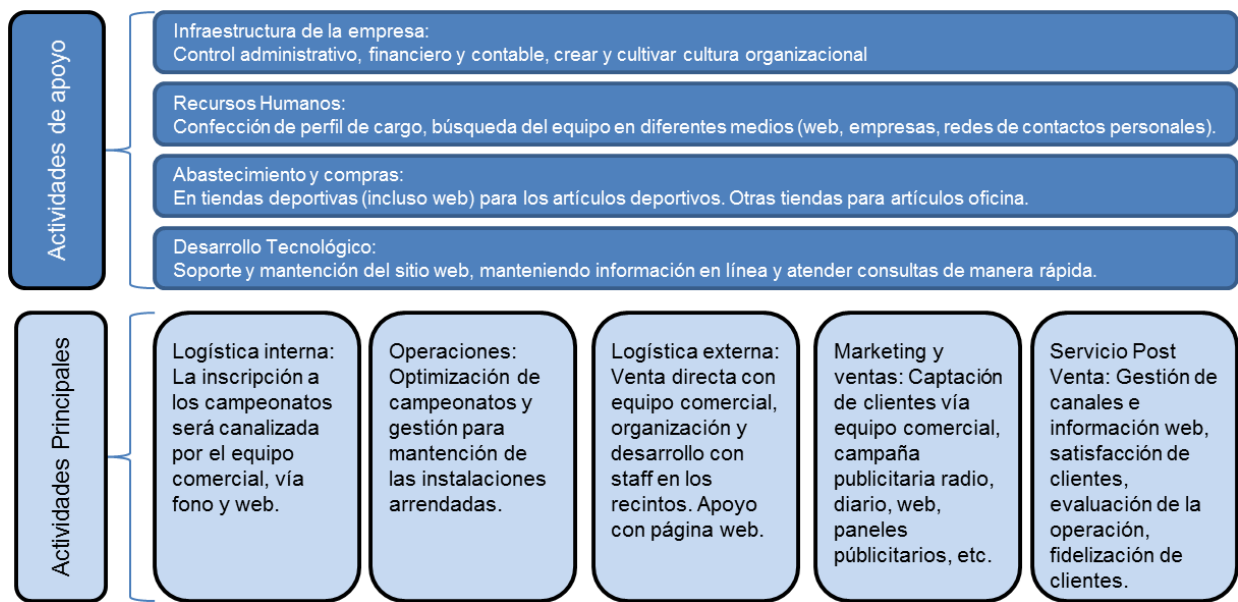 Actividades de apoyo
Infraestructura de la empresa:
Control administrativo, financiero y contable, crear y cultivar cultura organizacional
Recursos Humanos:
Confección de perfil de cargo, búsqueda del equipo en diferentes medios (web, empresas, redes de contactos personales).
Abastecimiento y compras:
En tiendas deportivas (incluso web) para los artículos deportivos. Otras tiendas para artículos oficina.
Desarrollo Tecnológico:
Soporte y mantención del sitio web, manteniendo información en línea y atender consultas de manera rápida.
Actividades Principales
Logística interna:
La inscripción a
los campeonatos
será canalizada
por el equipo
comercial, vía
fono y web.
Operaciones:
Optimización de
campeonatos y
gestión para
mantención de
las instalaciones
arrendadas.
Logística externa:
Venta directa con
equipo comercial,
organización y
desarrollo con
staff en los
recintos. Apoyo
con página web.
Marketing y
ventas: Captación
de clientes vía
equipo comercial,
campaña
publicitaria radio,
diario, web,
paneles
públicitarios, etc.
Servicio Post
Venta: Gestión de
canales e
información web,
satisfacción de
clientes,
evaluación de la
operación,
fidelización de
clientes.